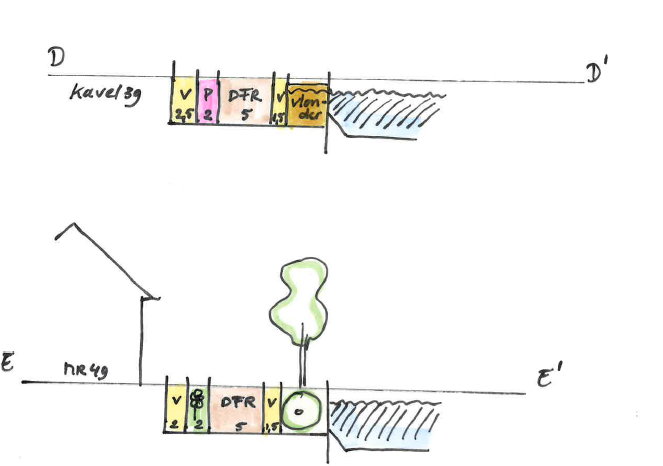 D
D'
Kavel 39
V P DFR V vlon-
der
2,5 2 5 1,5
E
E'
nr 49
V DFR V
2 2 5 1,5